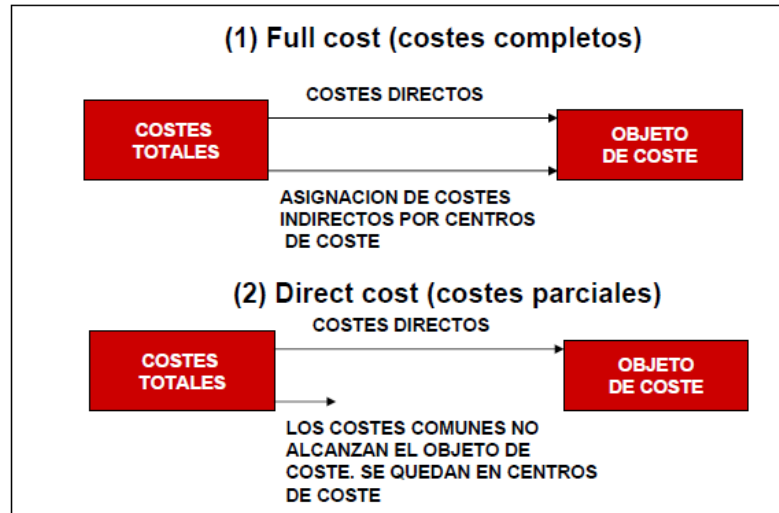 (1) Full cost (costes completos)
COSTES DIRECTOS
COSTES
TOTALES
OBJETO
DE COSTE
ASIGNACION DE COSTES
INDIRECTOS POR CENTROS
DE COSTE
(2) Direct cost (costes parciales)
COSTES DIRECTOS
COSTES
TOTALES
OBJETO
DE COSTE
LOS COSTES COMUNES NO
ALCANZAN EL OBJETO DE
COSTE. SE QUEDAN EN CENTROS
DE COSTE